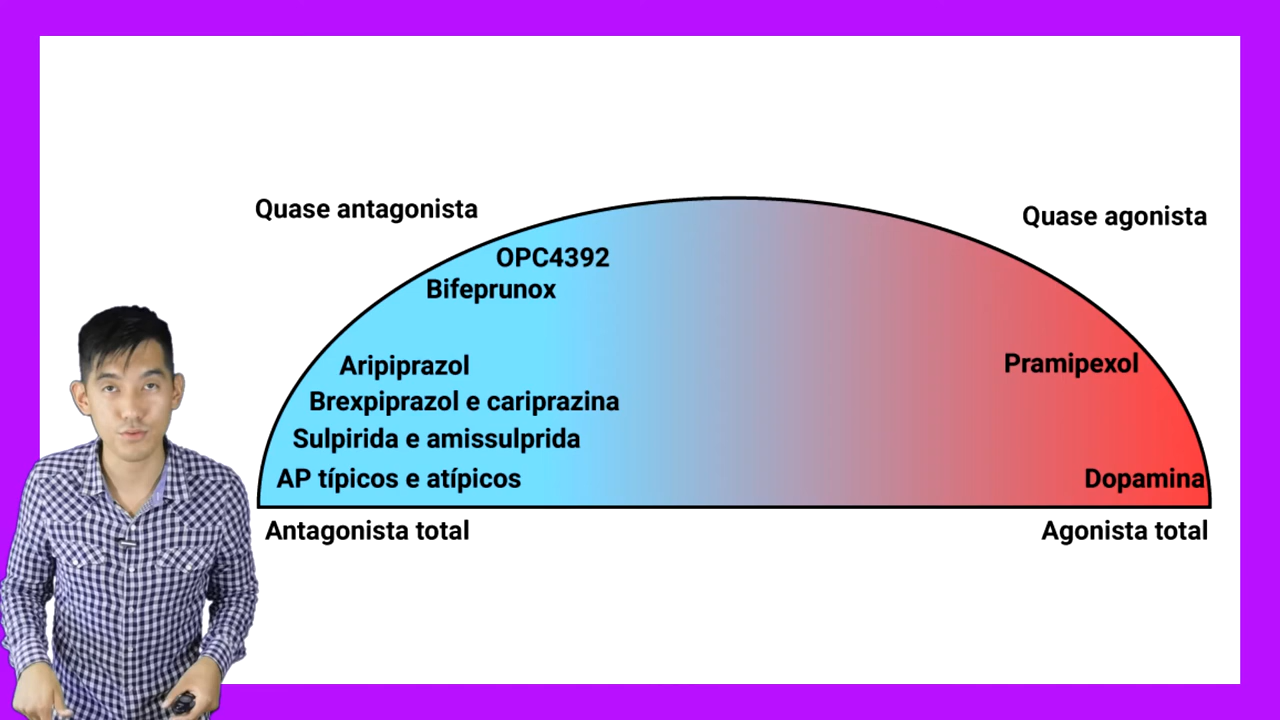 Quase antagonista
Quase agonista
OPC4392
Bifeprunox
Aripiprazol
Pramipexol
Brexpiprazol e cariprazina
Sulpirida e amissulprida
AP típicos e atípicos
Dopamina
Antagonista total
Agonista total